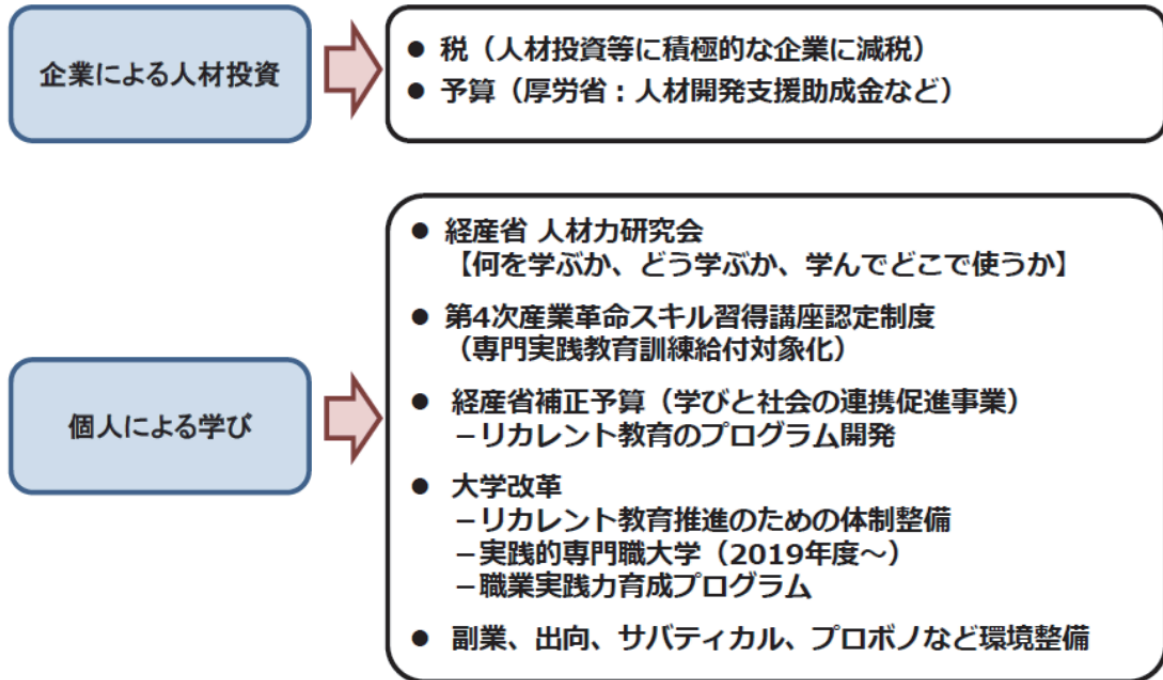 企業による人材投資
● 税（人材投資等に積極的な企業に減税）
● 予算（厚労省：人材開発支援助成金など）
個人による学び
● 経産省 人材力研究会
【何を学ぶか、どう学ぶか、学んでどこで使うか】
● 第4次産業革命スキル習得講座認定制度
（専門実践教育訓練給付対象化）
● 経産省補正予算（学びと社会の連携促進事業）
－リカレント教育のプログラム開発
● 大学改革
－リカレント教育推進のための体制整備
－実践的専門職大学（2019年度～）
－職業実践力育成プログラム
● 副業、出向、サバティカル、プロボノなど環境整備